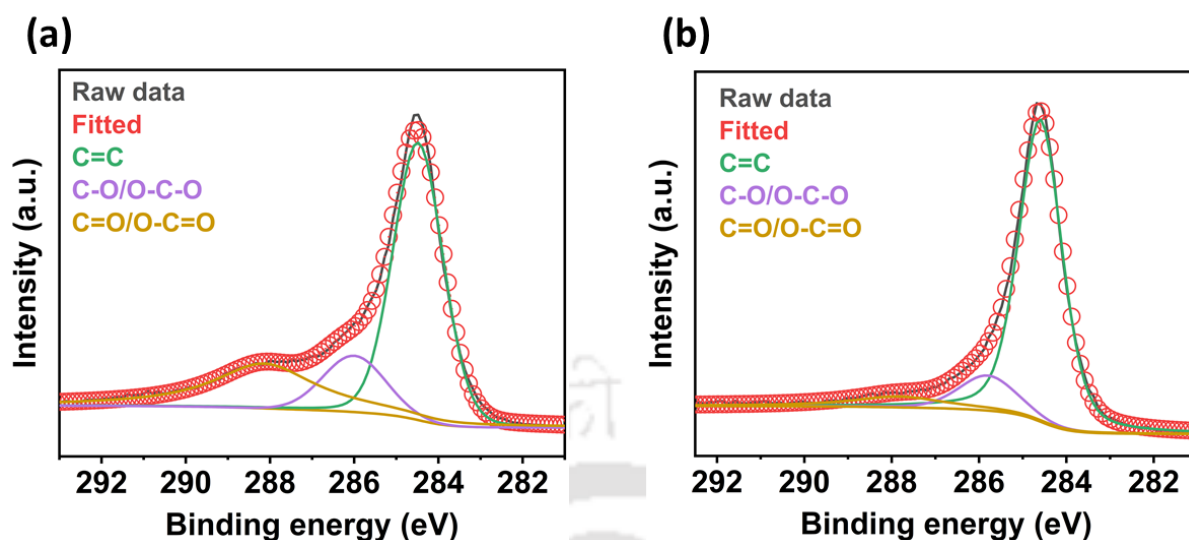 (a)
Raw data
Fitted
C=C
C-O/O-C-O
C=O/O-C=O
Intensity (a.u.)
292 290 288 286 284 282
Binding energy (eV)
(b)
Raw data
Fitted
C=C
C-O/O-C-O
C=O/O-C=O
Intensity (a.u.)
292 290 288 286 284 282
Binding energy (eV)